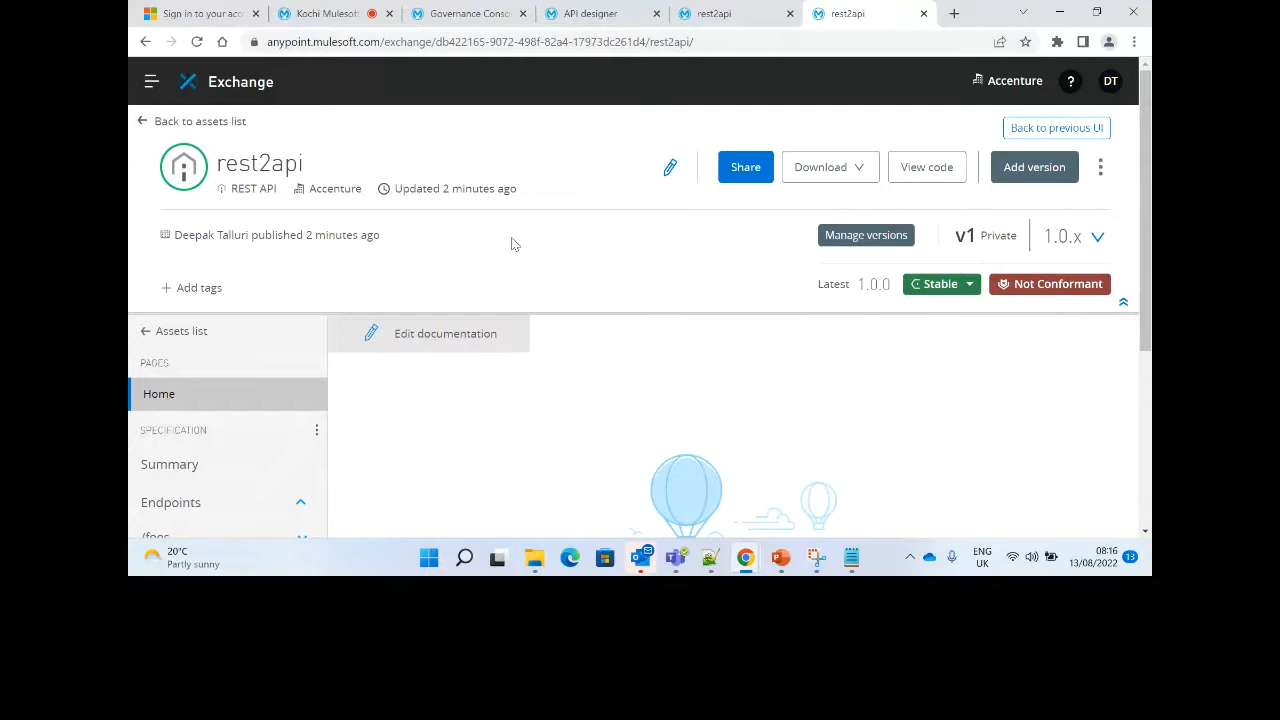 Sign in to your acc
Kochi Mulesoft
Governance Conso
API designer
rest2api
rest2api
anypoint.mulesoft.com/exchange/db422165-9072-498f-82a4-17973dc261d4/rest2api/
Exchange
Accenture
?
DT
Back to assets list
Back to previous UI
rest2api
Share
Download
View code
Add version
REST API
Accenture
Updated 2 minutes ago
Deepak Talluri published 2 minutes ago
Manage versions
v1 Private
1.0.x
Add tags
Latest 1.0.0
Stable
Not Conformant
Assets list
Edit documentation
PAGES
Home
SPECIFICATION
Summary
Endpoints
20°C
Partly sunny
ENG
UK
08:16
13/08/2022
13